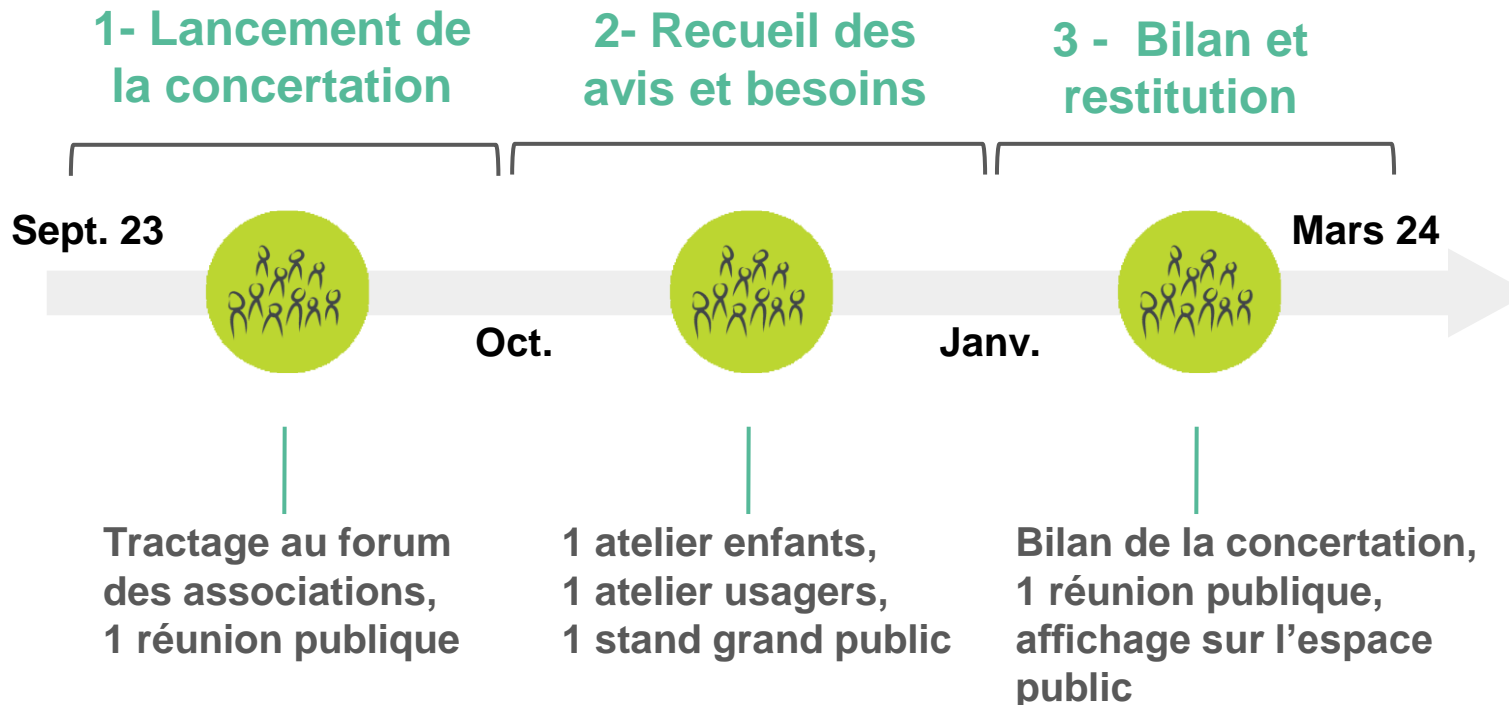 1- Lancement de
la concertation
2- Recueil des
avis et besoins
3 - Bilan et
restitution
Sept. 23
Mars 24
Oct.
Janv.
Tractage au forum
des associations,
1 réunion publique
1 atelier enfants,
1 atelier usagers,
1 stand grand public
Bilan de la concertation,
1 réunion publique,
affichage sur l’espace
public